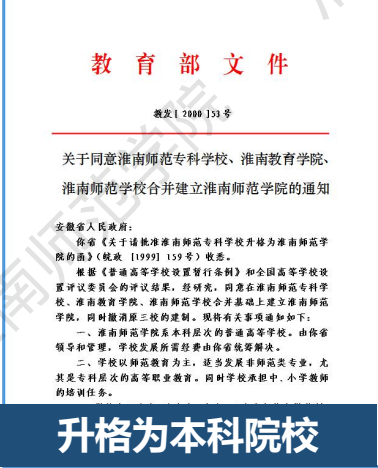 教育部文件
教发[2000]53号
关于同意淮南师范专科学校、淮南教育学院、
淮南师范学校合并建立淮南师范学院的通知
安徽省人民政府：
你省《关于请批准淮南师范专科学校升格为淮南师范学
院的函》(皖政 [1999] 159号) 收悉。
根据《普通高等学校设置暂行条例》和全国高等学校设
置评议委员会的评议结果，经研究，同意在淮南师范专科学
校、淮南教育学院、淮南师范学校合并基础上建立淮南师范
学院，同时撤消原三校的建制。现将有关事项通知如下：
一、淮南师范学院系本科层次的普通高等学校。由你省
领导和管理，学校发展所需经费由你省统筹解决。
二、学校以师范教育为主，适当发展非师范类专业，尤
其是专科层次的高等职业教育。同时学校承担中、小学教师
的培训任务。
升格为本科院校